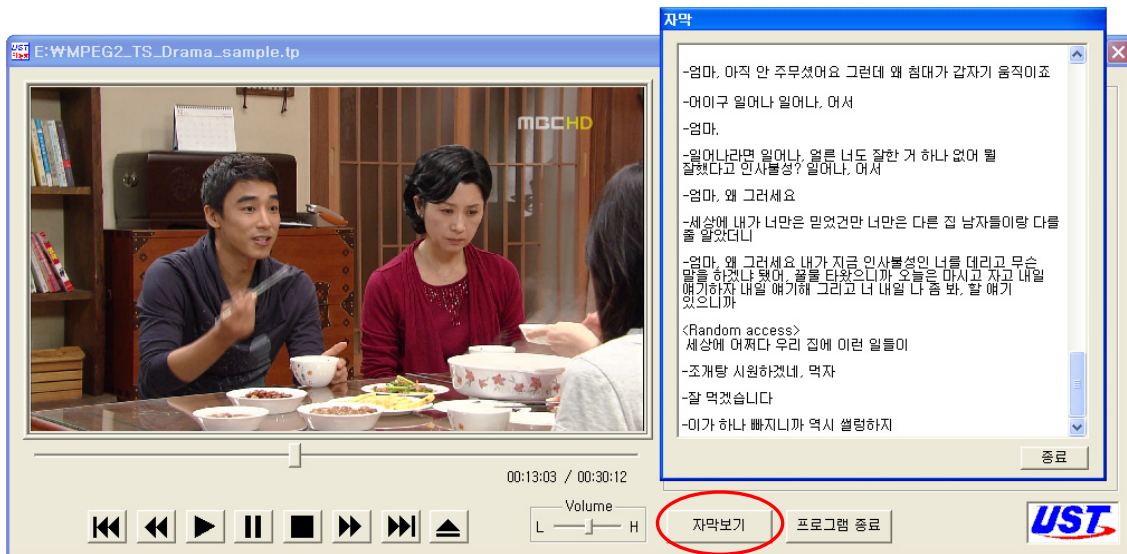 자막
UST
E:₩MPEG2_TS_Drama_sample.tp
MBC HD
-엄마, 아직 안 주무셨어요 그런데 왜 침대가 갑자기 움직이죠
-어이구 일어나 일어나, 어서
-엄마,
-일어나라면 일어나, 얼른 너도 잘한 거 하나 없어 뭘
잘했다고 인사불성? 일어나, 어서
-엄마, 왜 그러세요
-세상에 내가 너만은 믿었건만 너만은 다른 집 남자들이랑 다를
줄 알았더니
-엄마, 왜 그러세요 내가 지금 인사불성인 너를 데리고 무슨
말을 하겠냐 됐어, 꿀물 타왔으니까 오늘은 마시고 자고 내일
얘기하자 내일 얘기해 그리고 너 내일 나 좀 봐, 할 얘기
있으니까
<Random access>
세상에 어쩌다 우리 집에 이런 일들이
-조개탕 시원하겠네, 먹자
-잘 먹겠습니다
-이가 하나 빠지니까 역시 썰렁하지
종료
00:13:03 / 00:30:12
Volume
L H
자막보기
프로그램 종료
UST